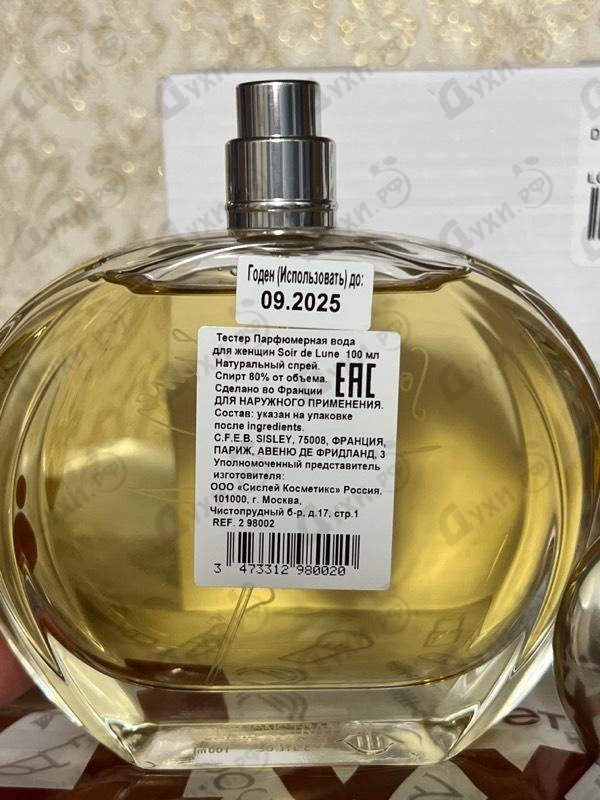 Годен (Использовать) до:
09.2025
Тестер Парфюмерная вода
для женщин Soir de Lune 100 мл
Натуральный спрей.
Спирт 80% от объема.
Сделано во Франции
EAC
ДЛЯ НАРУЖНОГО ПРИМЕНЕНИЯ.
Состав: указан на упаковке
после ingredients.
C.F.E.B. SISLEY, 75008, ФРАНЦИЯ,
ПАРИЖ, АВЕНЮ ДЕ ФРИДЛАНД, 3
Уполномоченный представитель
изготовителя:
ООО «Сислей Косметикс» Россия,
101000, г. Москва,
Чистопрудный б-р, д.17, стр.1
REF. 2 98002
3 473312 980020
Духи.рф